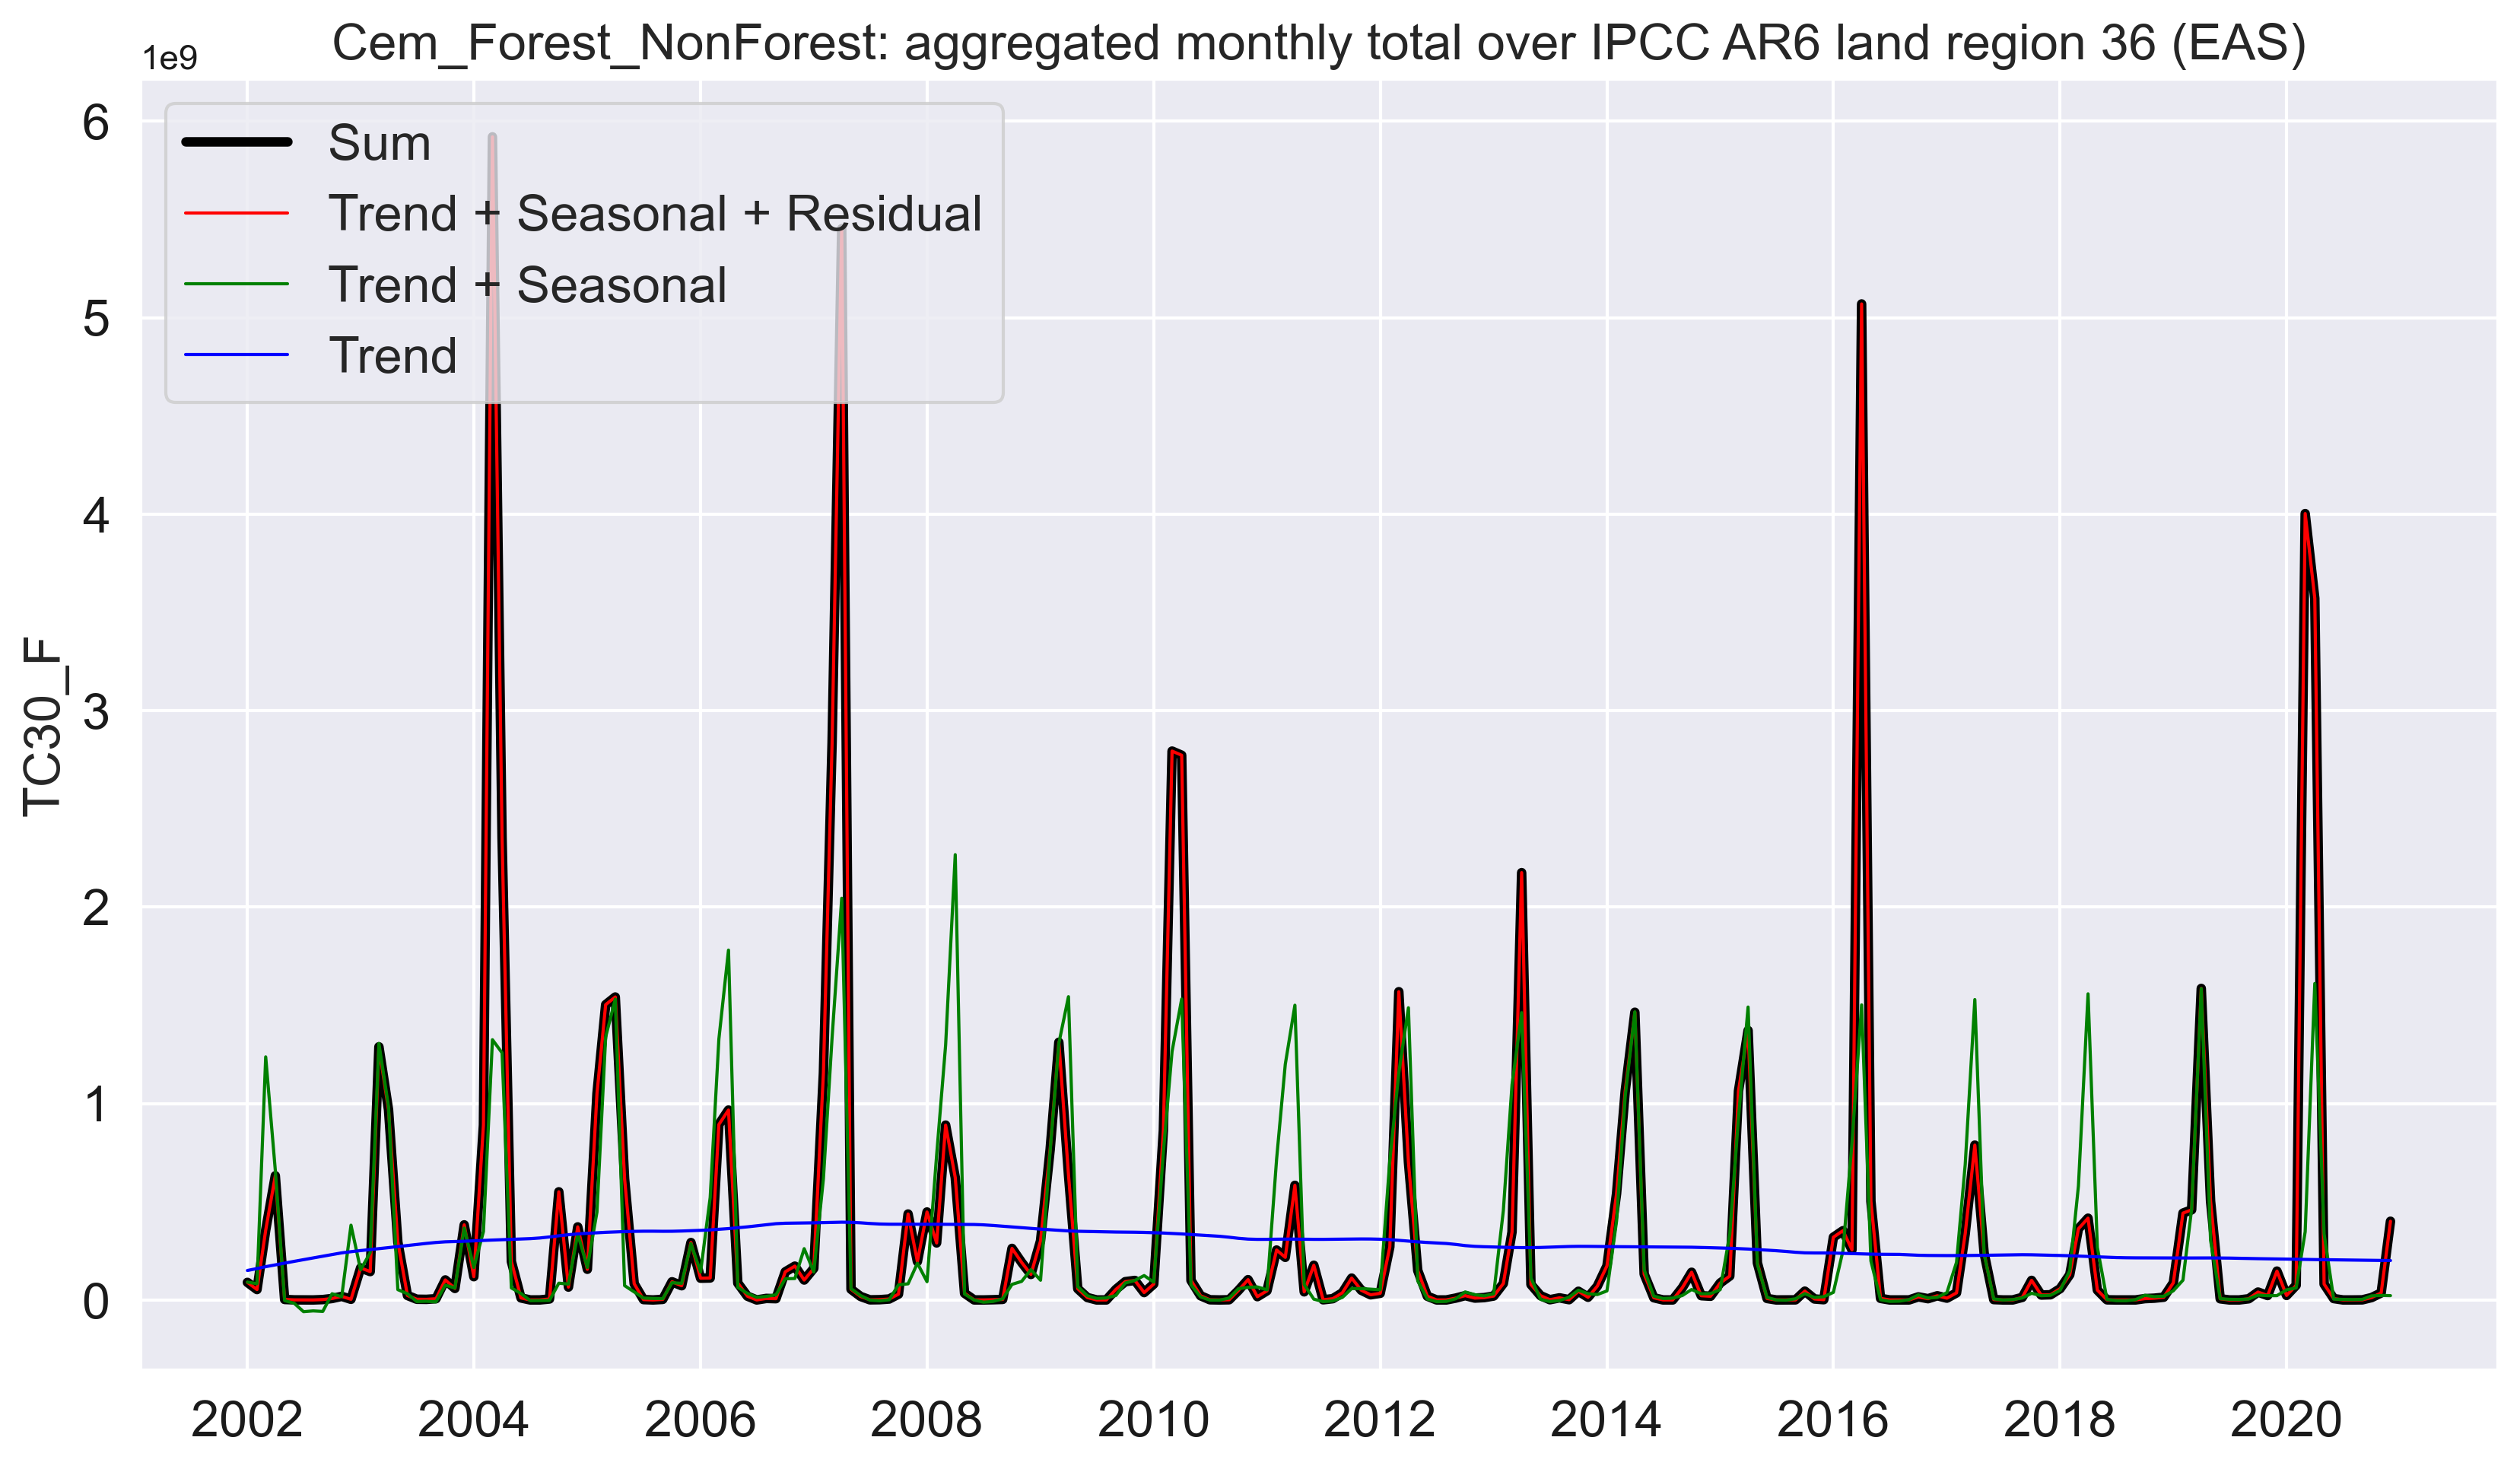 Cem_Forest_NonForest: aggregated monthly total over IPCC AR6 land region 36 (EAS)
1e9
6
5
4
3
2
1
0
TC30_F
Sum
Trend + Seasonal + Residual
Trend + Seasonal
Trend
2002 2004 2006 2008 2010 2012 2014 2016 2018 2020